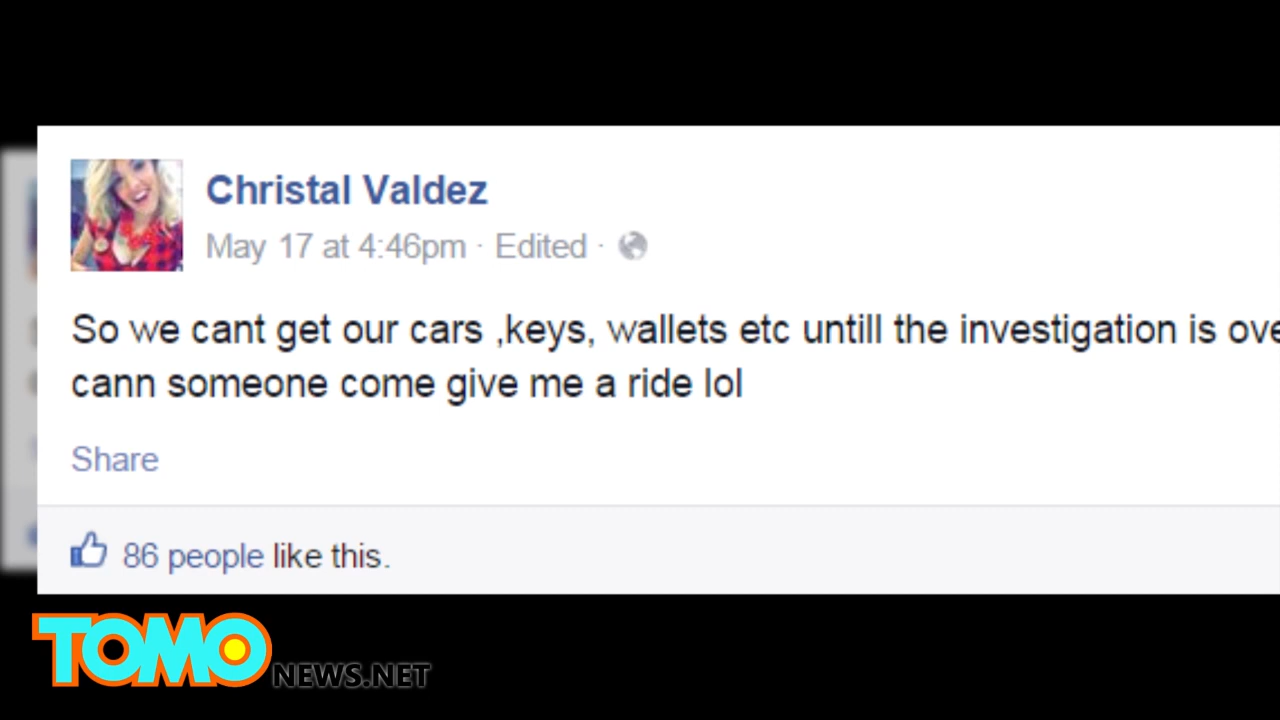 Christal Valdez
May 17 at 4:46pm · Edited ·
So we cant get our cars ,keys, wallets etc untill the investigation is ove
cann someone come give me a ride lol
Share
86 people like this.
TOMO NEWS.NET